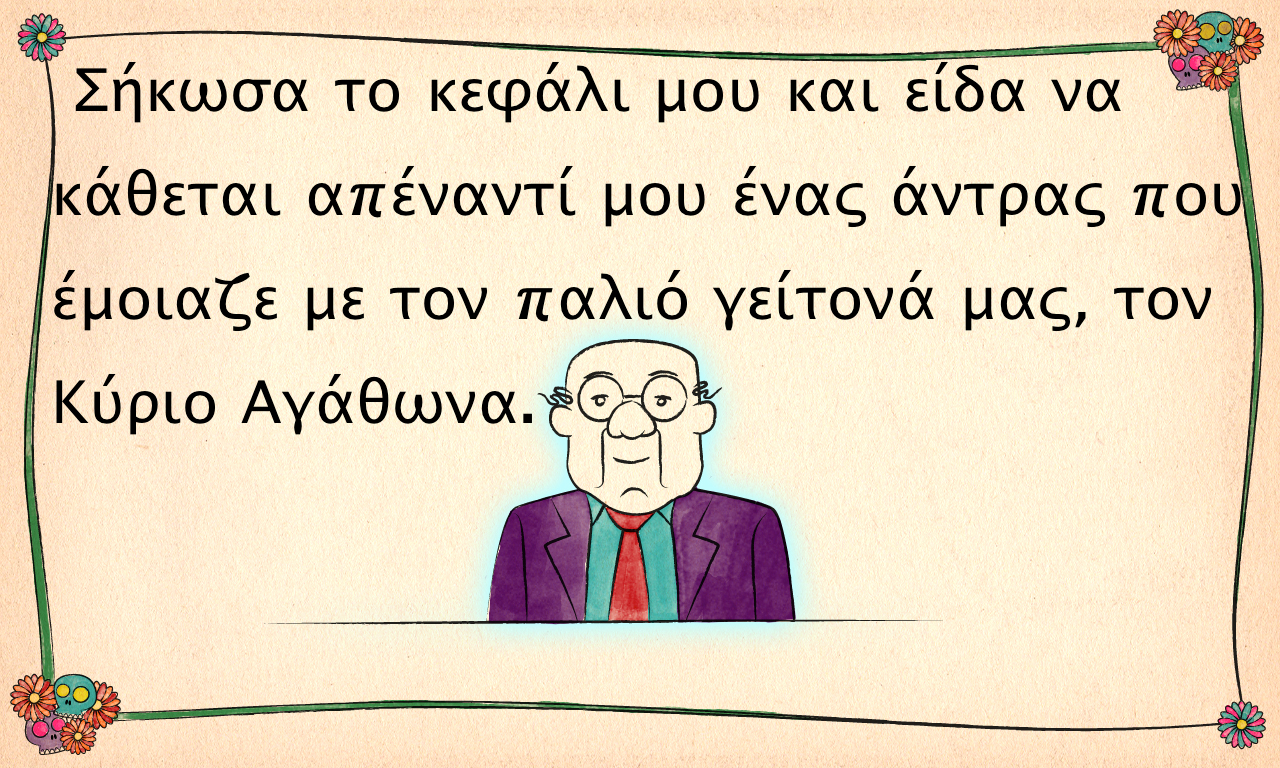 Σήκωσα το κεφάλι μου και είδα να
κάθεται απέναντί μου ένας άντρας που
έμοιαζε με τον παλιό γείτονά μας, τον
Κύριο Αγάθωνα.